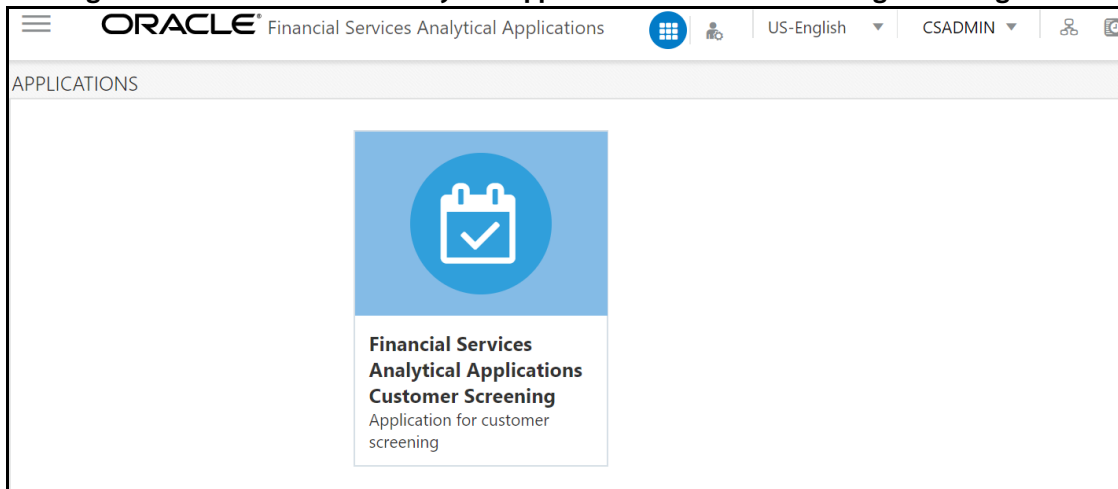 ORACLE® Financial Services Analytical Applications US-English CSADMIN
APPLICATIONS
Financial Services
Analytical Applications
Customer Screening
Application for customer
screening